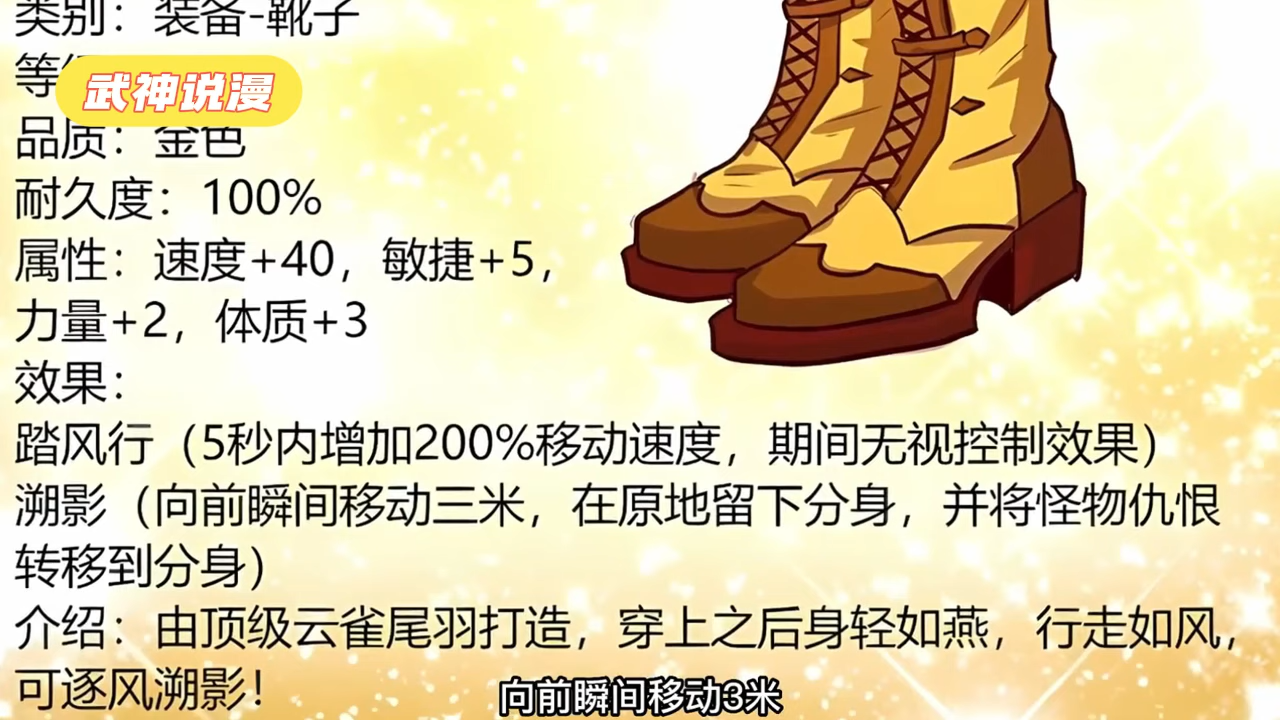 类别：装备-靴子
等
武神说漫
品质：金色
耐久度：100%
属性：速度+40，敏捷+5，
力量+2，体质+3
效果：
踏风行（5秒内增加200%移动速度，期间无视控制效果）
溯影（向前瞬间移动三米，在原地留下分身，并将怪物仇恨
转移到分身）
介绍：由顶级云雀尾羽打造，穿上之后身轻如燕，行走如风，
可逐风溯影！
向前瞬间移动3米